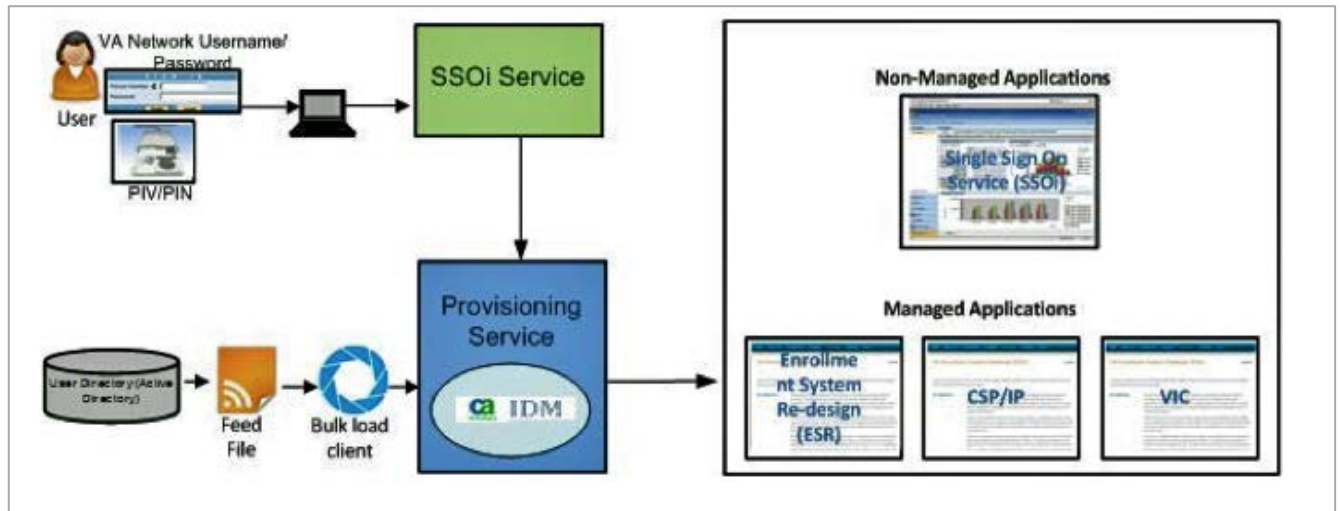 VA Network Username/
Password
User
PIV/PIN
SSOi Service
Provisioning
Service
ca IDM
User Directory(Active
Directory)
Feed
File
Bulk load
client
Non-Managed Applications
Single Sign On
Service (SSOi)
Managed Applications
Enrollme
nt System
Re-design
(ESR)
CSP/IP
VIC